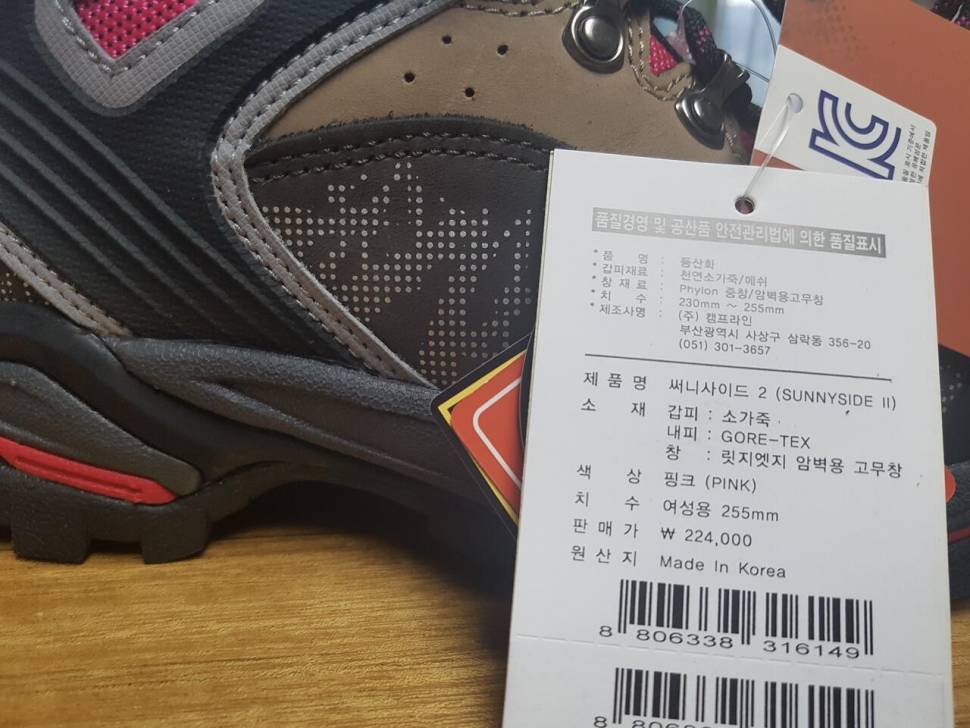 품질경영 및 공산품 안전관리법에 의한 품질표시
* 품 명 : 등산화
* 갑피재료 : 천연소가죽/메쉬
* 창 재 료 : Phylon 중창/암벽용고무창
* 치 수 : 230mm ~ 255mm
* 제조사명 : (주) 캠프라인
부산광역시 사상구 삼락동 356-20
(051) 301-3657
제 품 명 써니사이드 2 (SUNNYSIDE II)
소 재 갑피 : 소가죽
내피 : GORE-TEX
창 : 릿지엣지 암벽용 고무창
색 상 핑크 (PINK)
치 수 여성용 255mm
판 매 가 ₩ 224,000
원 산 지 Made In Korea
8 806338 316149